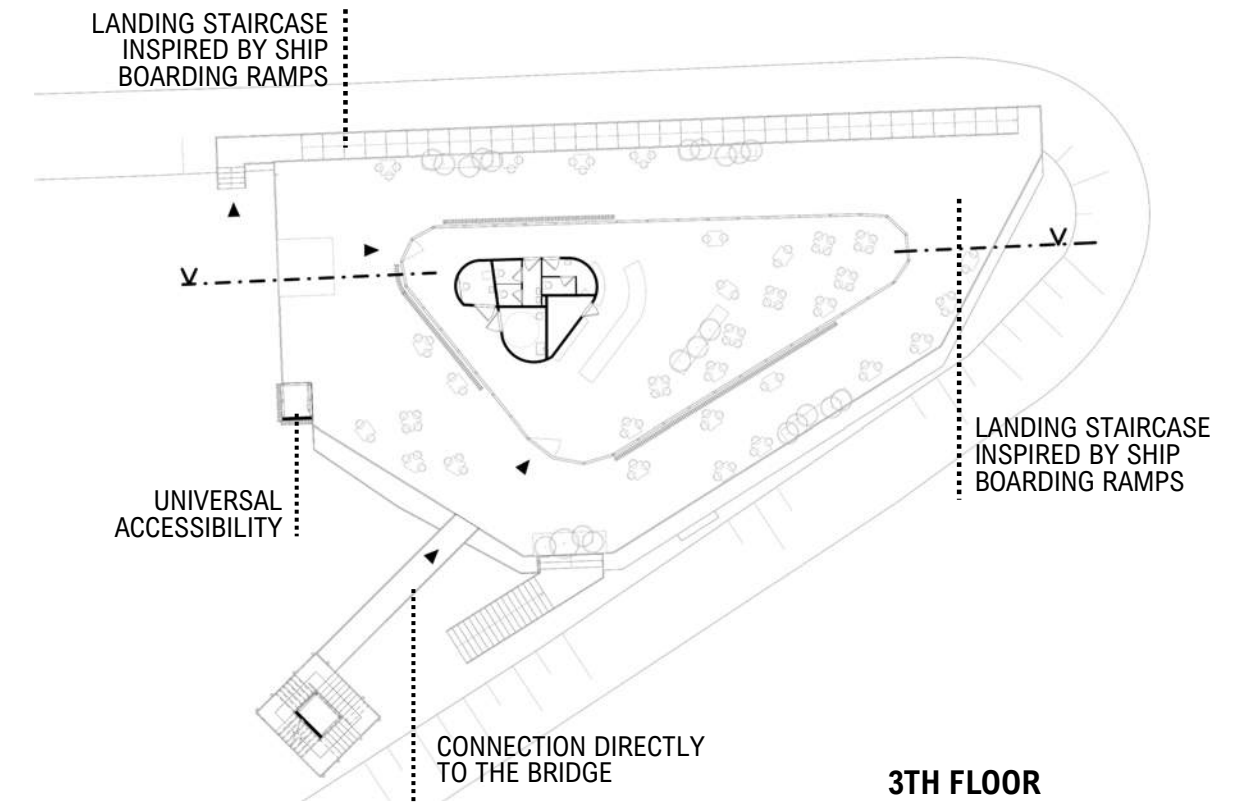 LANDING STAIRCASE
INSPIRED BY SHIP
BOARDING RAMPS
LANDING STAIRCASE
INSPIRED BY SHIP
BOARDING RAMPS
UNIVERSAL
ACCESSIBILITY
CONNECTION DIRECTLY
TO THE BRIDGE
3TH FLOOR